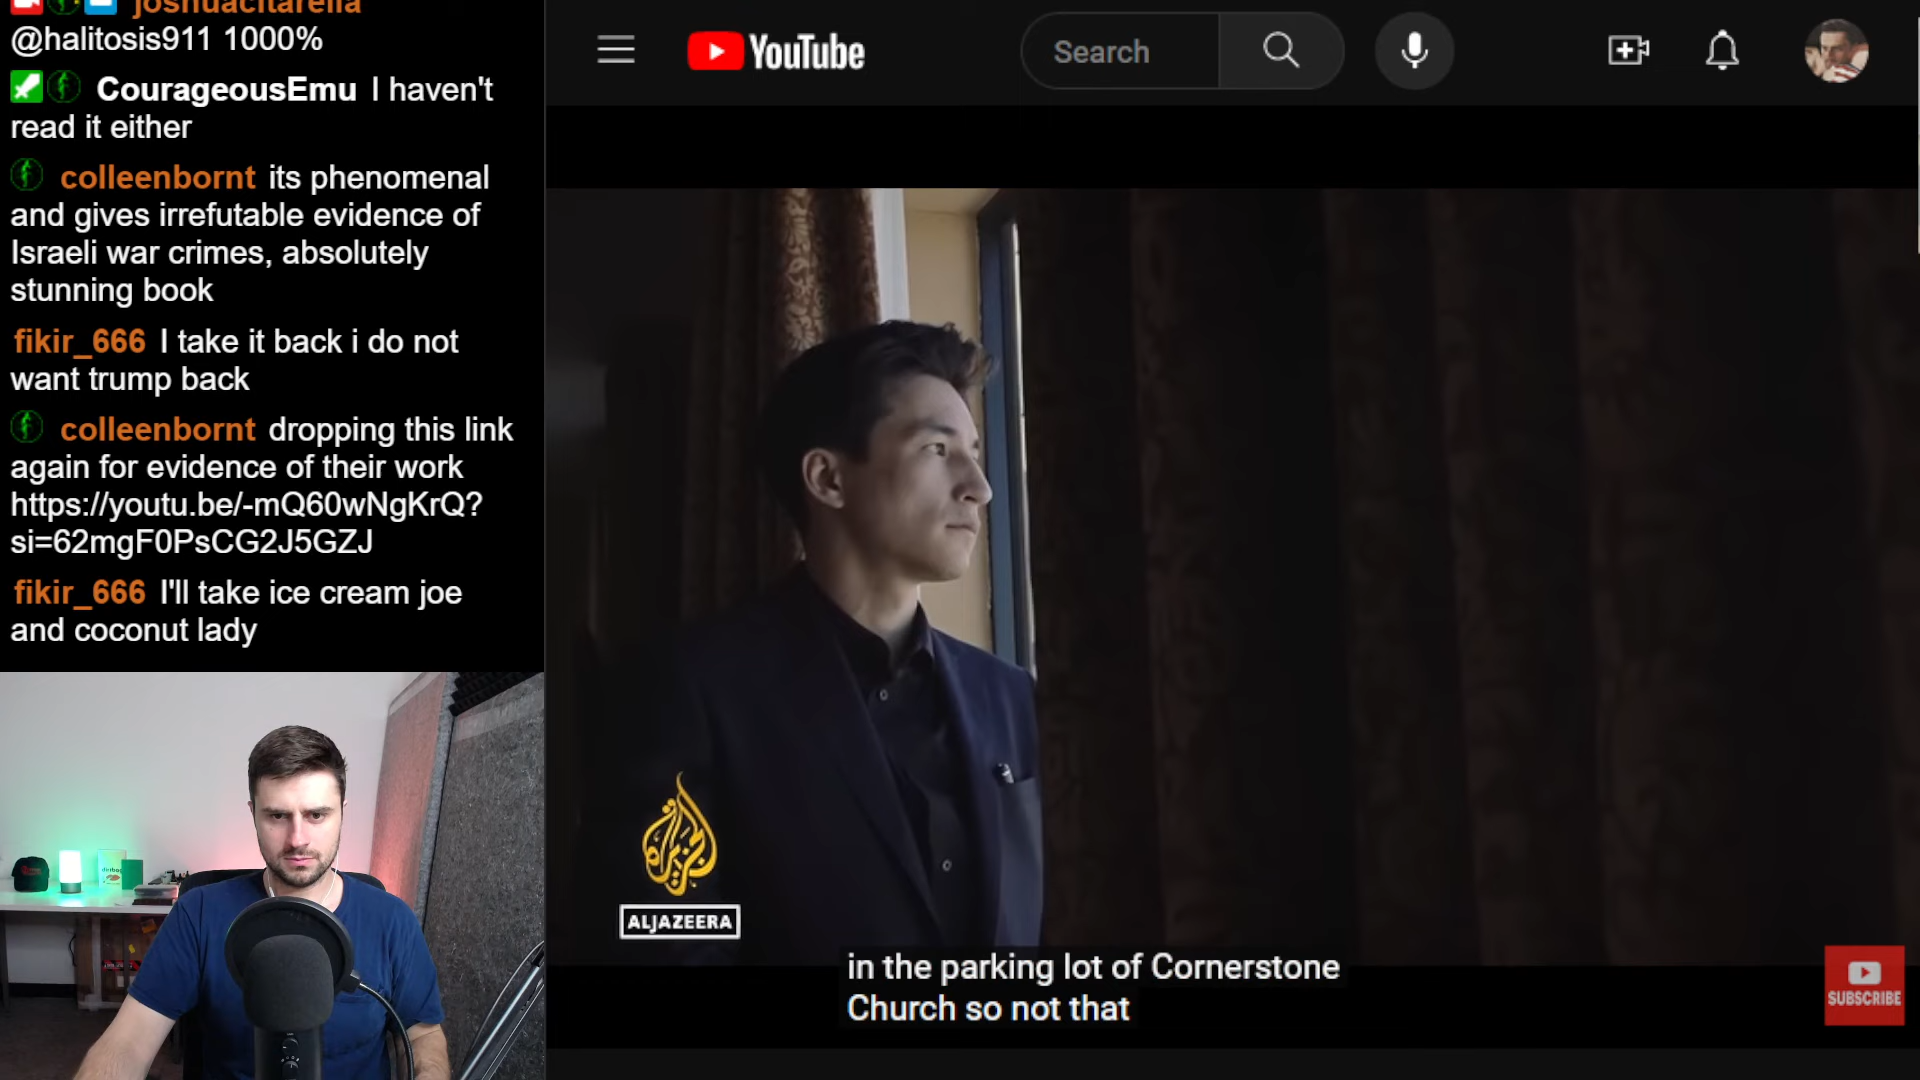 joshuacitarella
@halitosis911 1000%
CourageousEmu I haven't
read it either
colleenbornt its phenomenal
and gives irrefutable evidence of
Israeli war crimes, absolutely
stunning book
fikir_666 I take it back i do not
want trump back
colleenbornt dropping this link
again for evidence of their work
https://youtu.be/-mQ60wNgKrQ?
si=62mgF0PsCG2J5GZJ
fikir_666 I'll take ice cream joe
and coconut lady
YouTube
Search
الجزيرة
ALJAZEERA
in the parking lot of Cornerstone
Church so not that
SUBSCRIBE